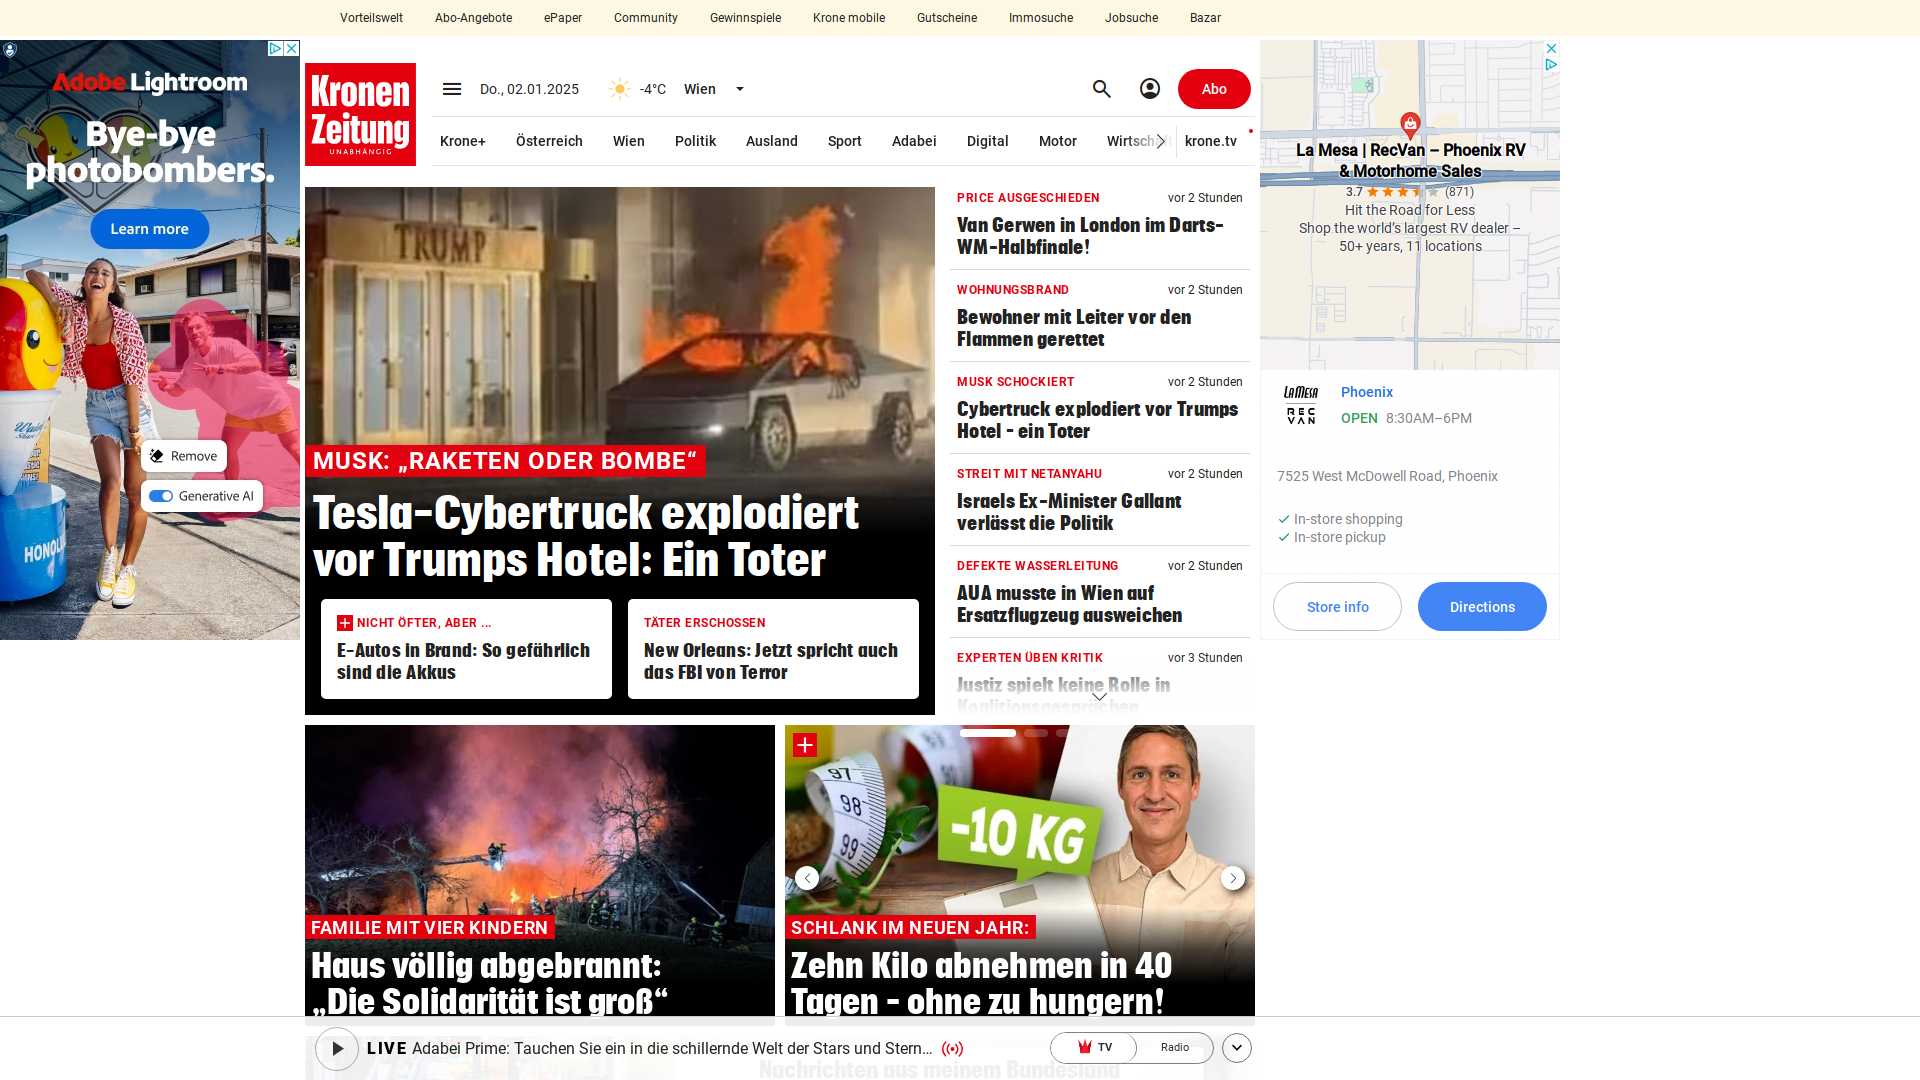 Vorteilswelt
Abo-Angebote
ePaper
Community
Gewinnspiele
Krone mobile
Gutscheine
Immosuche
Jobsuche
Bazar
Adobe Lightroom
Bye-bye
photobombers.
Learn more
Remove
Generative AI
Kronen
Zeitung
UNABHÄNGIG
Do., 02.01.2025
-4°C
Wien
Abo
Krone+
Österreich
Wien
Politik
Ausland
Sport
Adabei
Digital
Motor
Wirtsch
krone.tv
TRUMP
MUSK: „RAKETEN ODER BOMBE“
Tesla-Cybertruck explodiert
vor Trumps Hotel: Ein Toter
NICHT ÖFTER, ABER ...
E-Autos in Brand: So gefährlich
sind die Akkus
TÄTER ERSCHOSSEN
New Orleans: Jetzt spricht auch
das FBI von Terror
PRICE AUSGESCHIEDEN
vor 2 Stunden
Van Gerwen in London im Darts-
WM-Halbfinale!
WOHNUNGSBRAND
vor 2 Stunden
Bewohner mit Leiter vor den
Flammen gerettet
MUSK SCHOCKIERT
vor 2 Stunden
Cybertruck explodiert vor Trumps
Hotel - ein Toter
STREIT MIT NETANYAHU
vor 2 Stunden
Israels Ex-Minister Gallant
verlässt die Politik
DEFEKTE WASSERLEITUNG
vor 2 Stunden
AUA musste in Wien auf
Ersatzflugzeug ausweichen
EXPERTEN ÜBEN KRITIK
vor 3 Stunden
Justiz spielt keine Rolle in
Koalitionsgesprächen
La Mesa | RecVan – Phoenix RV
& Motorhome Sales
3.7 (871)
Hit the Road for Less
Shop the world's largest RV dealer –
50+ years, 11 locations
LA MESA
REC
VAN
Phoenix
OPEN 8:30AM–6PM
7525 West McDowell Road, Phoenix
In-store shopping
In-store pickup
Store info
Directions
FAMILIE MIT VIER KINDERN
Haus völlig abgebrannt:
„Die Solidarität ist groß“
97
98
99
-10 KG
SCHLANK IM NEUEN JAHR:
Zehn Kilo abnehmen in 40
Tagen - ohne zu hungern!
LIVE Adabei Prime: Tauchen Sie ein in die schillernde Welt der Stars und Stern...
TV
Radio
Nachrichten aus meinem Bundesland